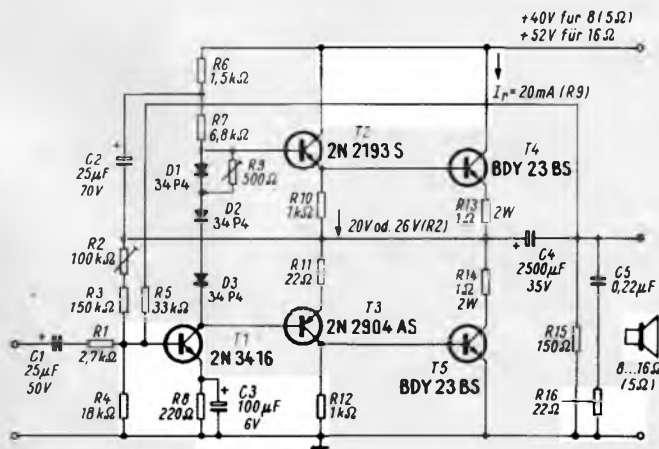 +40V für 8(5Ω)
+52V für 16Ω
R6
1,5kΩ
Ir=20mA (R9)
R7
6,8kΩ
T2
2N 2193 S
T4
BDY 23 BS
C2
25µF
70V
D1
34P4
R9
500Ω
D2
34P4
R10
1kΩ
R13
1Ω
2W
20V od. 26V (R2)
R2
100kΩ
C4
2500µF
35V
C5
0,22µF
R11
22Ω
R14
1Ω
2W
D3
34P4
R3
150kΩ
R5
33kΩ
T3
2N 2904 AS
R1
2,7kΩ
T1
2N 3416
R15
150Ω
C1
25µF
50V
T5
BDY 23 BS
8...16Ω
(5Ω)
R4
18kΩ
R8
220Ω
C3
100µF
6V
R12
1kΩ
R16
22Ω